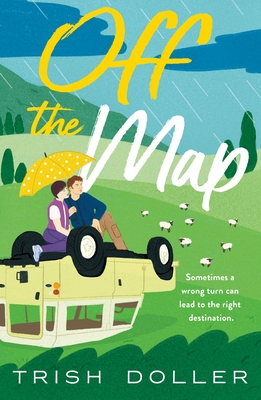 Off
the
Map
Sometimes a
wrong turn can
lead to the right
destination.
TRISH DOLLER